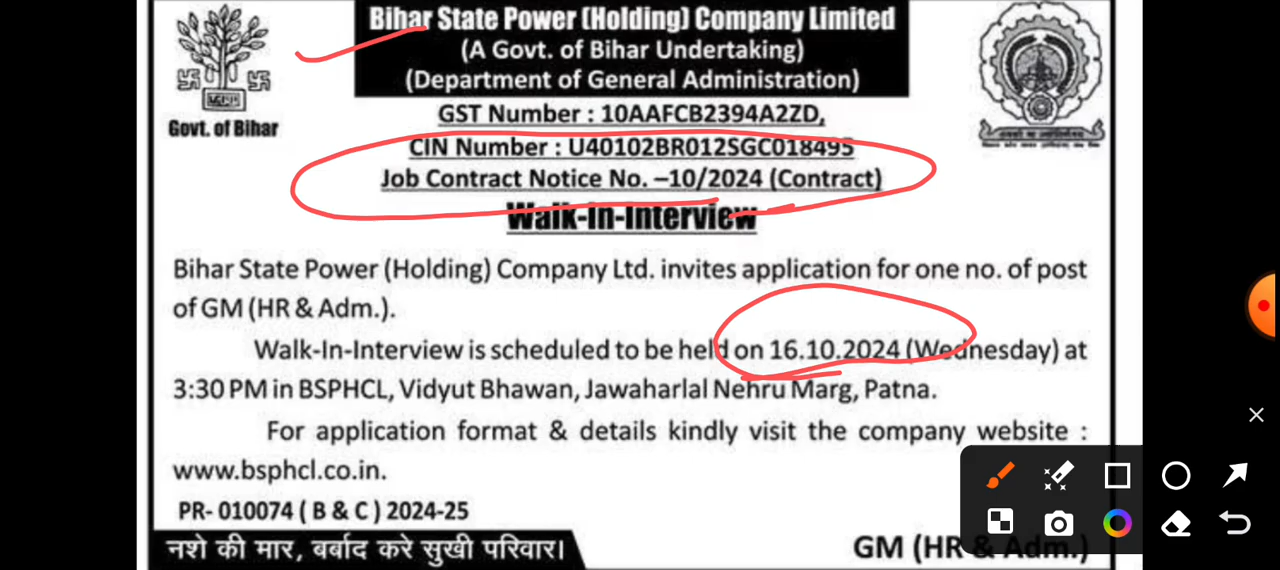 Bihar State Power (Holding) Company Limited
(A Govt. of Bihar Undertaking)
(Department of General Administration)
Govt. of Bihar
GST Number : 10AAFCB2394A2ZD,
CIN Number : U40102BR012SGC018495
Job Contract Notice No. –10/2024 (Contract)
Walk-In-Interview
Bihar State Power (Holding) Company Ltd. invites application for one no. of post
of GM (HR & Adm.).
Walk-In-Interview is scheduled to be held on 16.10.2024 (Wednesday) at
3:30 PM in BSPHCL, Vidyut Bhawan, Jawaharlal Nehru Marg, Patna.
For application format & details kindly visit the company website :
www.bsphcl.co.in.
PR- 010074 ( B & C ) 2024-25
नशे की मार, बर्बाद करे सुखी परिवार।
GM (HR & Adm.)